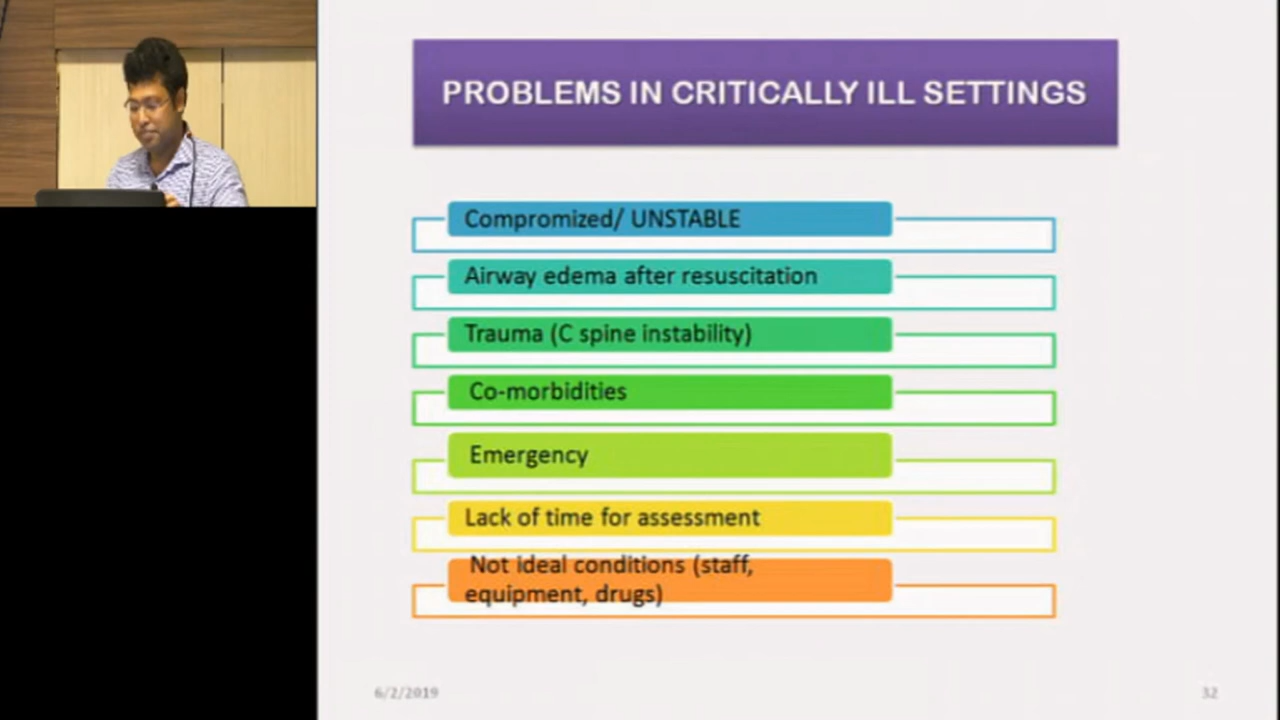 PROBLEMS IN CRITICALLY ILL SETTINGS
Compromized/ UNSTABLE
Airway edema after resuscitation
Trauma (C spine instability)
Co-morbidities
Emergency
Lack of time for assessment
Not ideal conditions (staff,
equipment, drugs)
6/2/2019
32